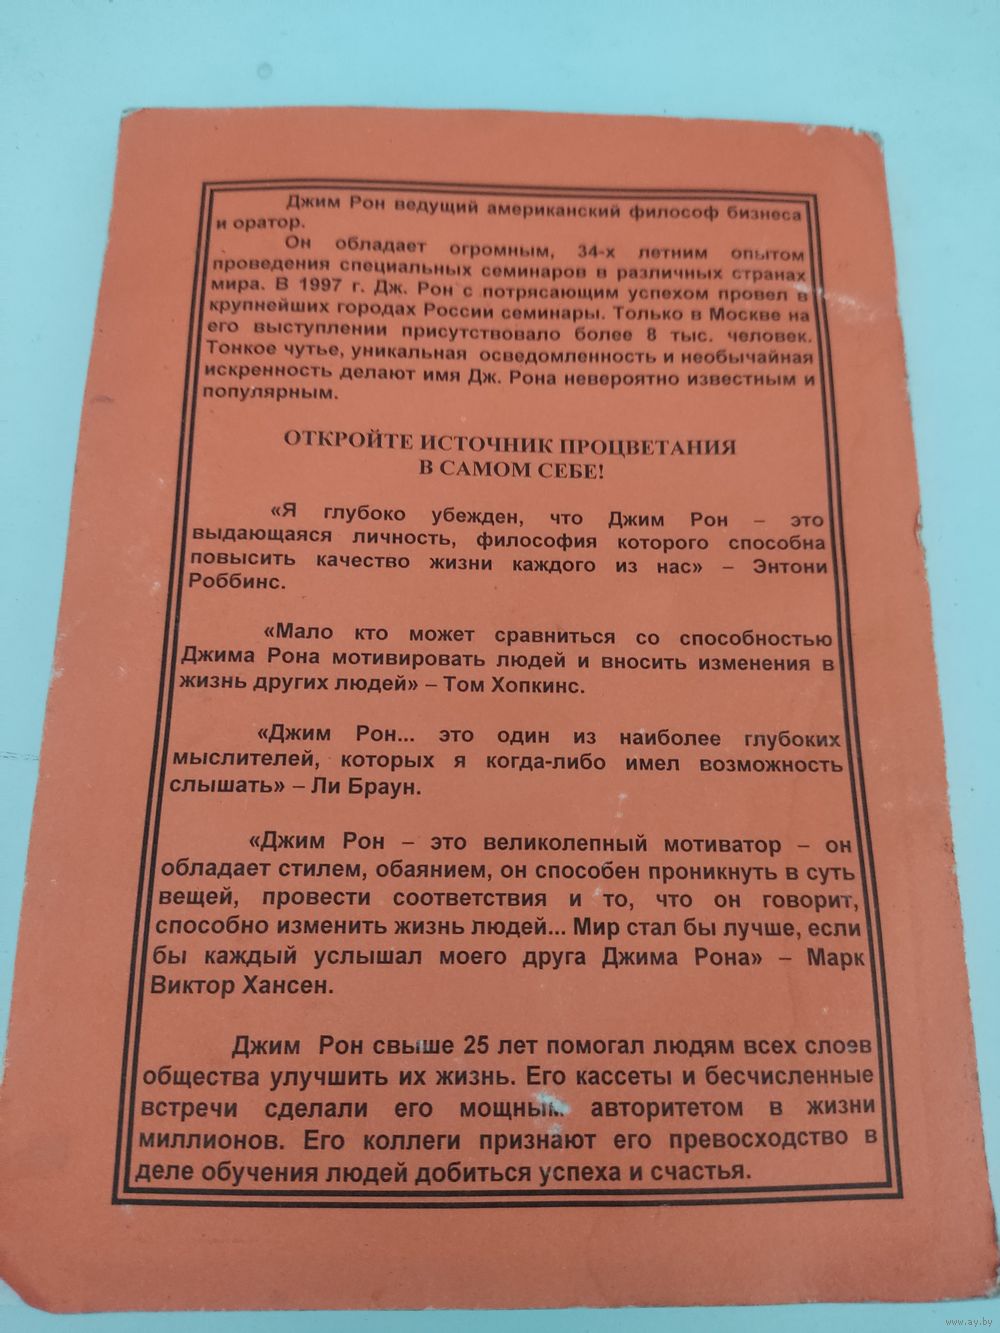 Джим Рон ведущий американский философ бизнеса
и оратор.
Он обладает огромным, 34-х летним опытом
проведения специальных семинаров в различных странах
мира. В 1997 г. Дж. Рон с потрясающим успехом провел в
крупнейших городах России семинары. Только в Москве на
его выступлении присутствовало более 8 тыс. человек.
Тонкое чутье, уникальная осведомленность и необычайная
искренность делают имя Дж. Рона невероятно известным и
популярным.
ОТКРОЙТЕ ИСТОЧНИК ПРОЦВЕТАНИЯ
В САМОМ СЕБЕ!
«Я глубоко убежден, что Джим Рон – это
выдающаяся личность, философия которого способна
повысить качество жизни каждого из нас» – Энтони
Роббинс.
«Мало кто может сравниться со способностью
Джима Рона мотивировать людей и вносить изменения в
жизнь других людей» – Том Хопкинс.
«Джим Рон... это один из наиболее глубоких
мыслителей, которых я когда-либо имел возможность
слышать» – Ли Браун.
«Джим Рон – это великолепный мотиватор – он
обладает стилем, обаянием, он способен проникнуть в суть
вещей, провести соответствия и то, что он говорит,
способно изменить жизнь людей... Мир стал бы лучше, если
бы каждый услышал моего друга Джима Рона» – Марк
Виктор Хансен.
Джим Рон свыше 25 лет помогал людям всех слоев
общества улучшить их жизнь. Его кассеты и бесчисленные
встречи сделали его мощным авторитетом в жизни
миллионов. Его коллеги признают его превосходство в
деле обучения людей добиться успеха и счастья.
www.ay.by